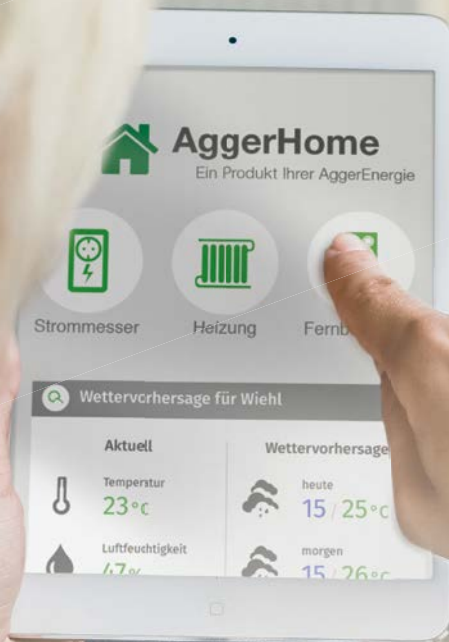 AggerHome
Ein Produkt Ihrer AggerEnergie
Strommesser
Heizung
Wettervorhersage für Wiehl
Aktuell
Wettervorhersage
Temperatur
23°C
heute
15 / 25°C
Luftfeuchtigkeit
47%
morgen
15 / 26°C